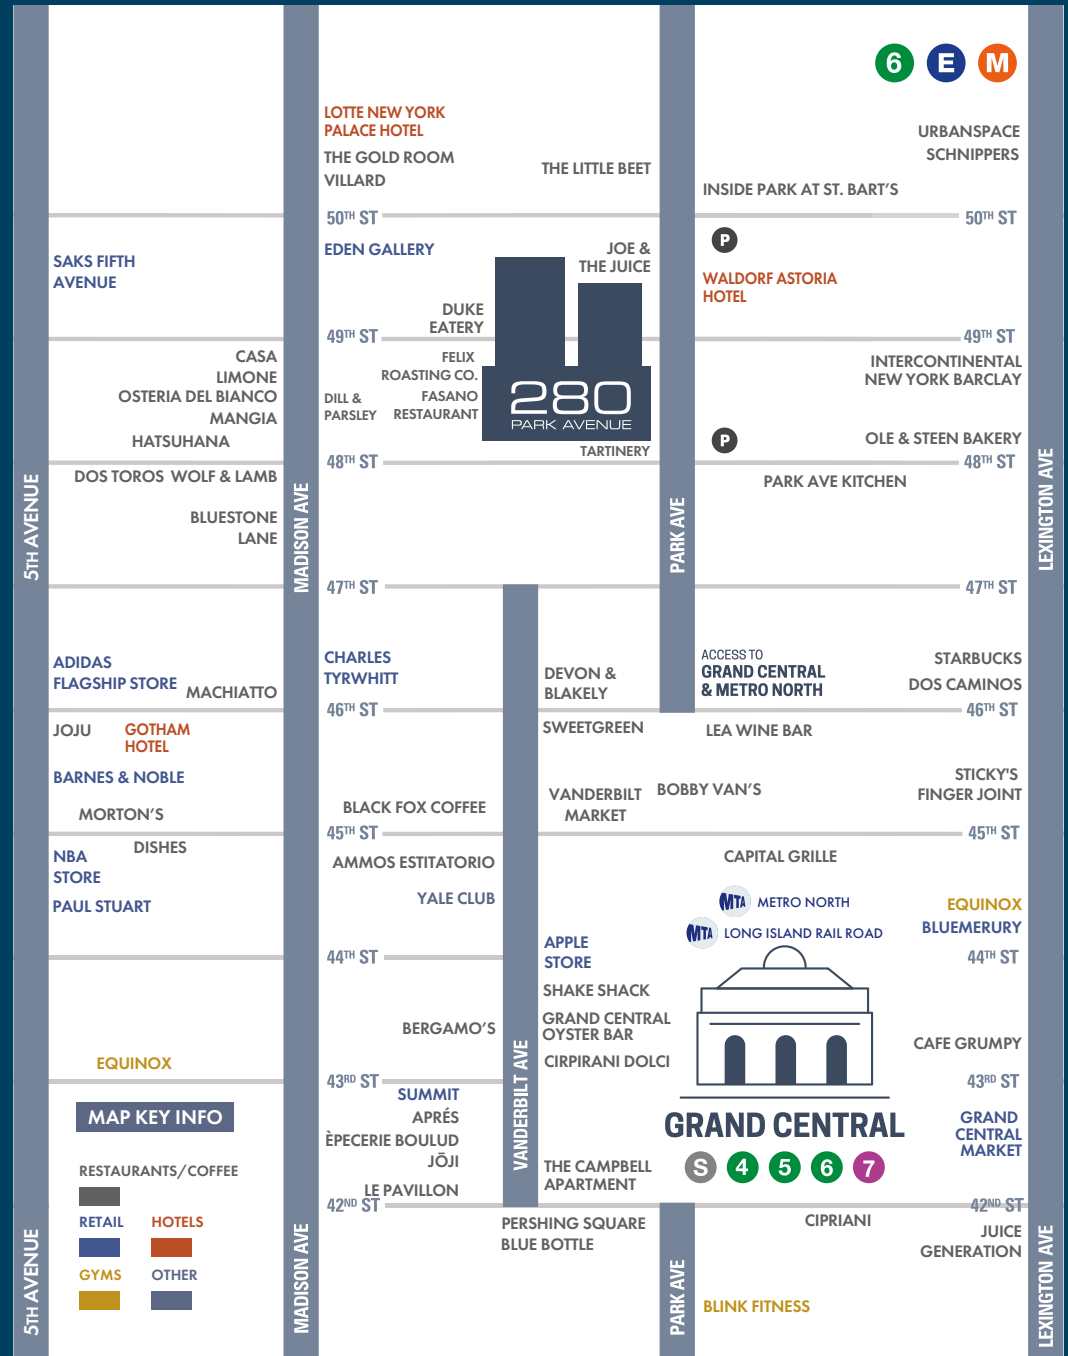 6 E M
LOTTE NEW YORK
PALACE HOTEL
THE GOLD ROOM
VILLARD
THE LITTLE BEET
URBANSPACE
SCHNIPPERS
INSIDE PARK AT ST. BART'S
50TH ST
50TH ST
SAKS FIFTH
AVENUE
EDEN GALLERY
JOE &
THE JUICE
P
WALDORF ASTORIA
HOTEL
DUKE
EATERY
49TH ST
49TH ST
CASA
LIMONE
OSTERIA DEL BIANCO
MANGIA
HATSUHANA
FELIX
ROASTING CO.
DILL &
PARSLEY
FASANO
RESTAURANT
280
PARK AVENUE
TARTINERY
INTERCONTINENTAL
NEW YORK BARCLAY
P
OLE & STEEN BAKERY
48TH ST
48TH ST
DOS TOROS WOLF & LAMB
BLUESTONE
LANE
PARK AVE KITCHEN
5TH AVENUE
MADISON AVE
PARK AVE
LEXINGTON AVE
47TH ST
47TH ST
ADIDAS
FLAGSHIP STORE
MACHIATTO
CHARLES
TYRWHITT
DEVON &
BLAKELY
ACCESS TO
GRAND CENTRAL
& METRO NORTH
STARBUCKS
DOS CAMINOS
46TH ST
46TH ST
JOJU
GOTHAM
HOTEL
BARNES & NOBLE
MORTON'S
BLACK FOX COFFEE
SWEETGREEN
VANDERBILT
MARKET
LEA WINE BAR
BOBBY VAN'S
STICKY'S
FINGER JOINT
45TH ST
45TH ST
DISHES
NBA
STORE
PAUL STUART
AMMOS ESTITATORIO
YALE CLUB
CAPITAL GRILLE
MTA METRO NORTH
MTA LONG ISLAND RAIL ROAD
EQUINOX
BLUEMERURY
44TH ST
44TH ST
APPLE
STORE
SHAKE SHACK
GRAND CENTRAL
OYSTER BAR
CIRPIRANI DOLCI
BERGAMO'S
CAFE GRUMPY
EQUINOX
43RD ST
43RD ST
VANDERBILT AVE
SUMMIT
APRÉS
ÈPECERIE BOULUD
JŌJI
LE PAVILLON
THE CAMPBELL
APARTMENT
GRAND CENTRAL
S 4 5 6 7
GRAND
CENTRAL
MARKET
42ND ST
42ND ST
PERSHING SQUARE
BLUE BOTTLE
CIPRIANI
JUICE
GENERATION
BLINK FITNESS
MAP KEY INFO
RESTAURANTS/COFFEE
RETAIL
HOTELS
GYMS
OTHER
5TH AVENUE
MADISON AVE
PARK AVE
LEXINGTON AVE